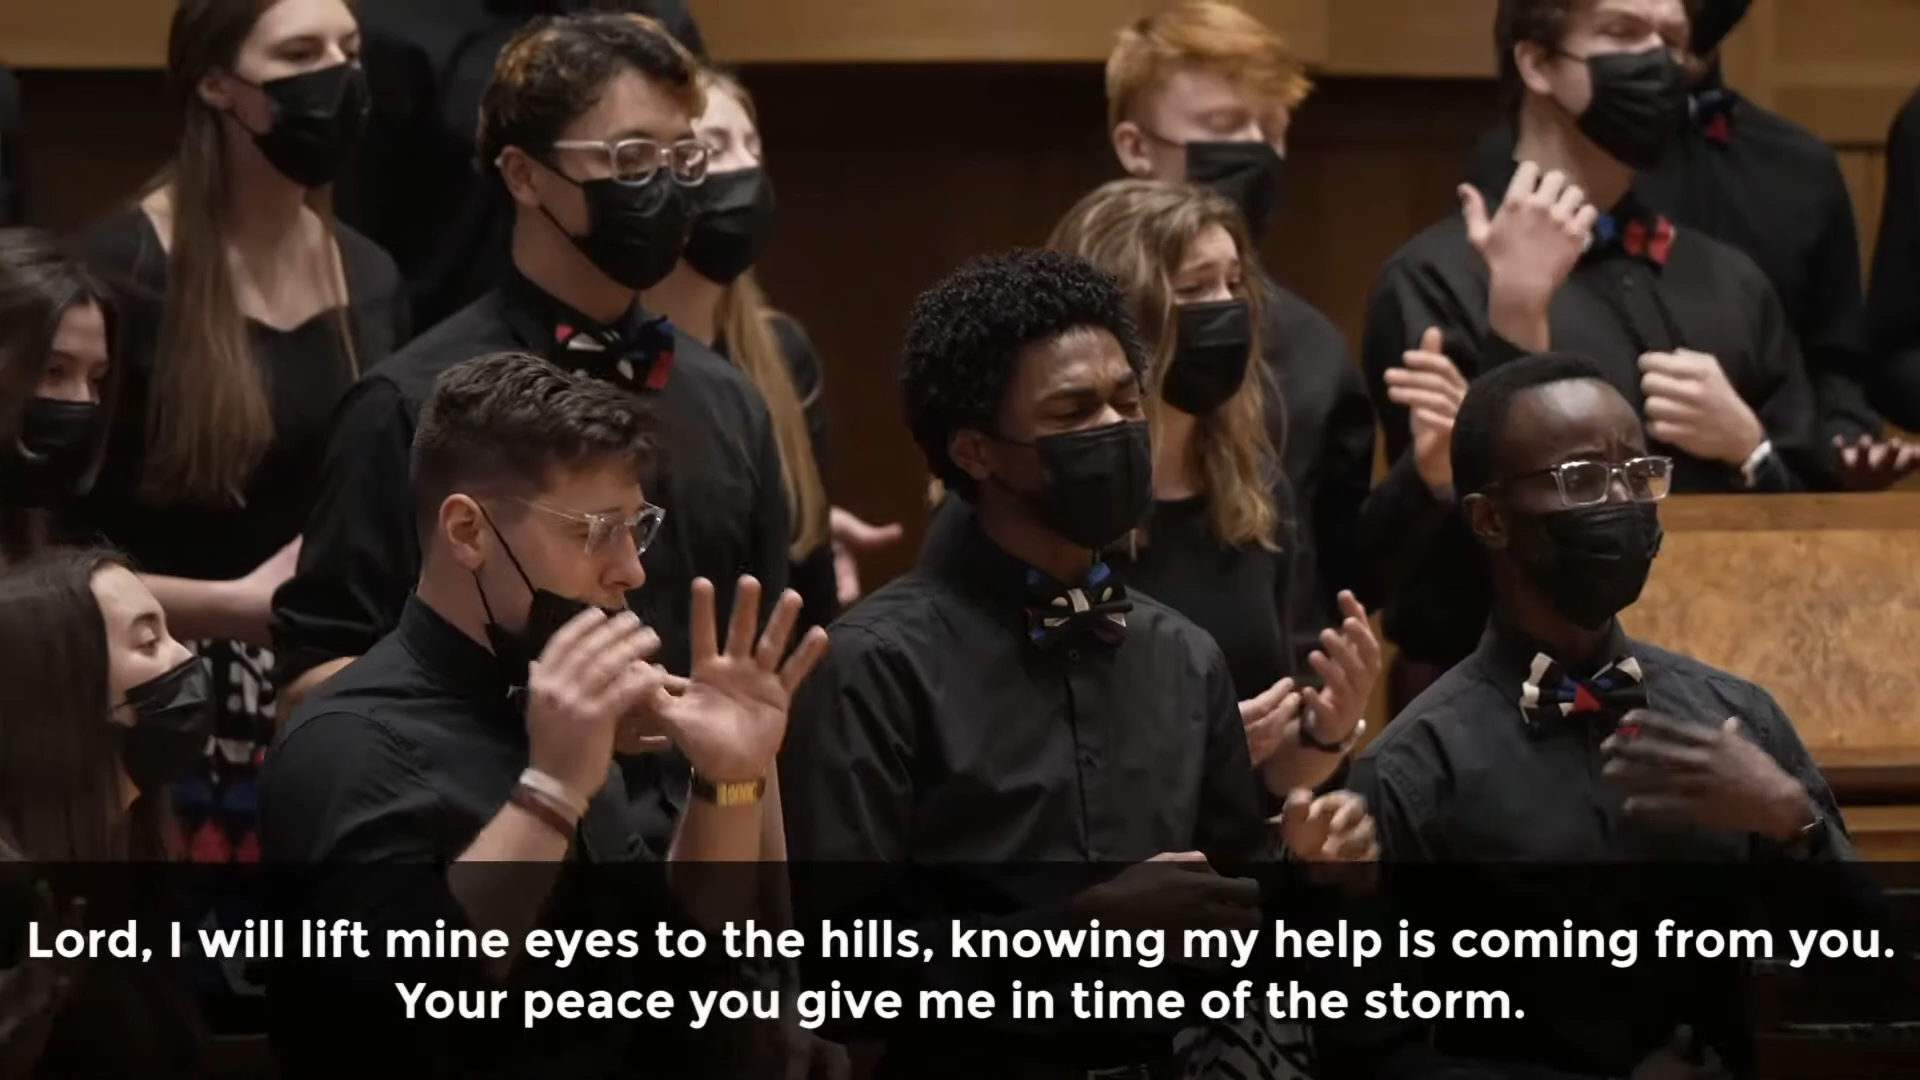 Lord, I will lift mine eyes to the hills, knowing my help is coming from you.
Your peace you give me in time of the storm.